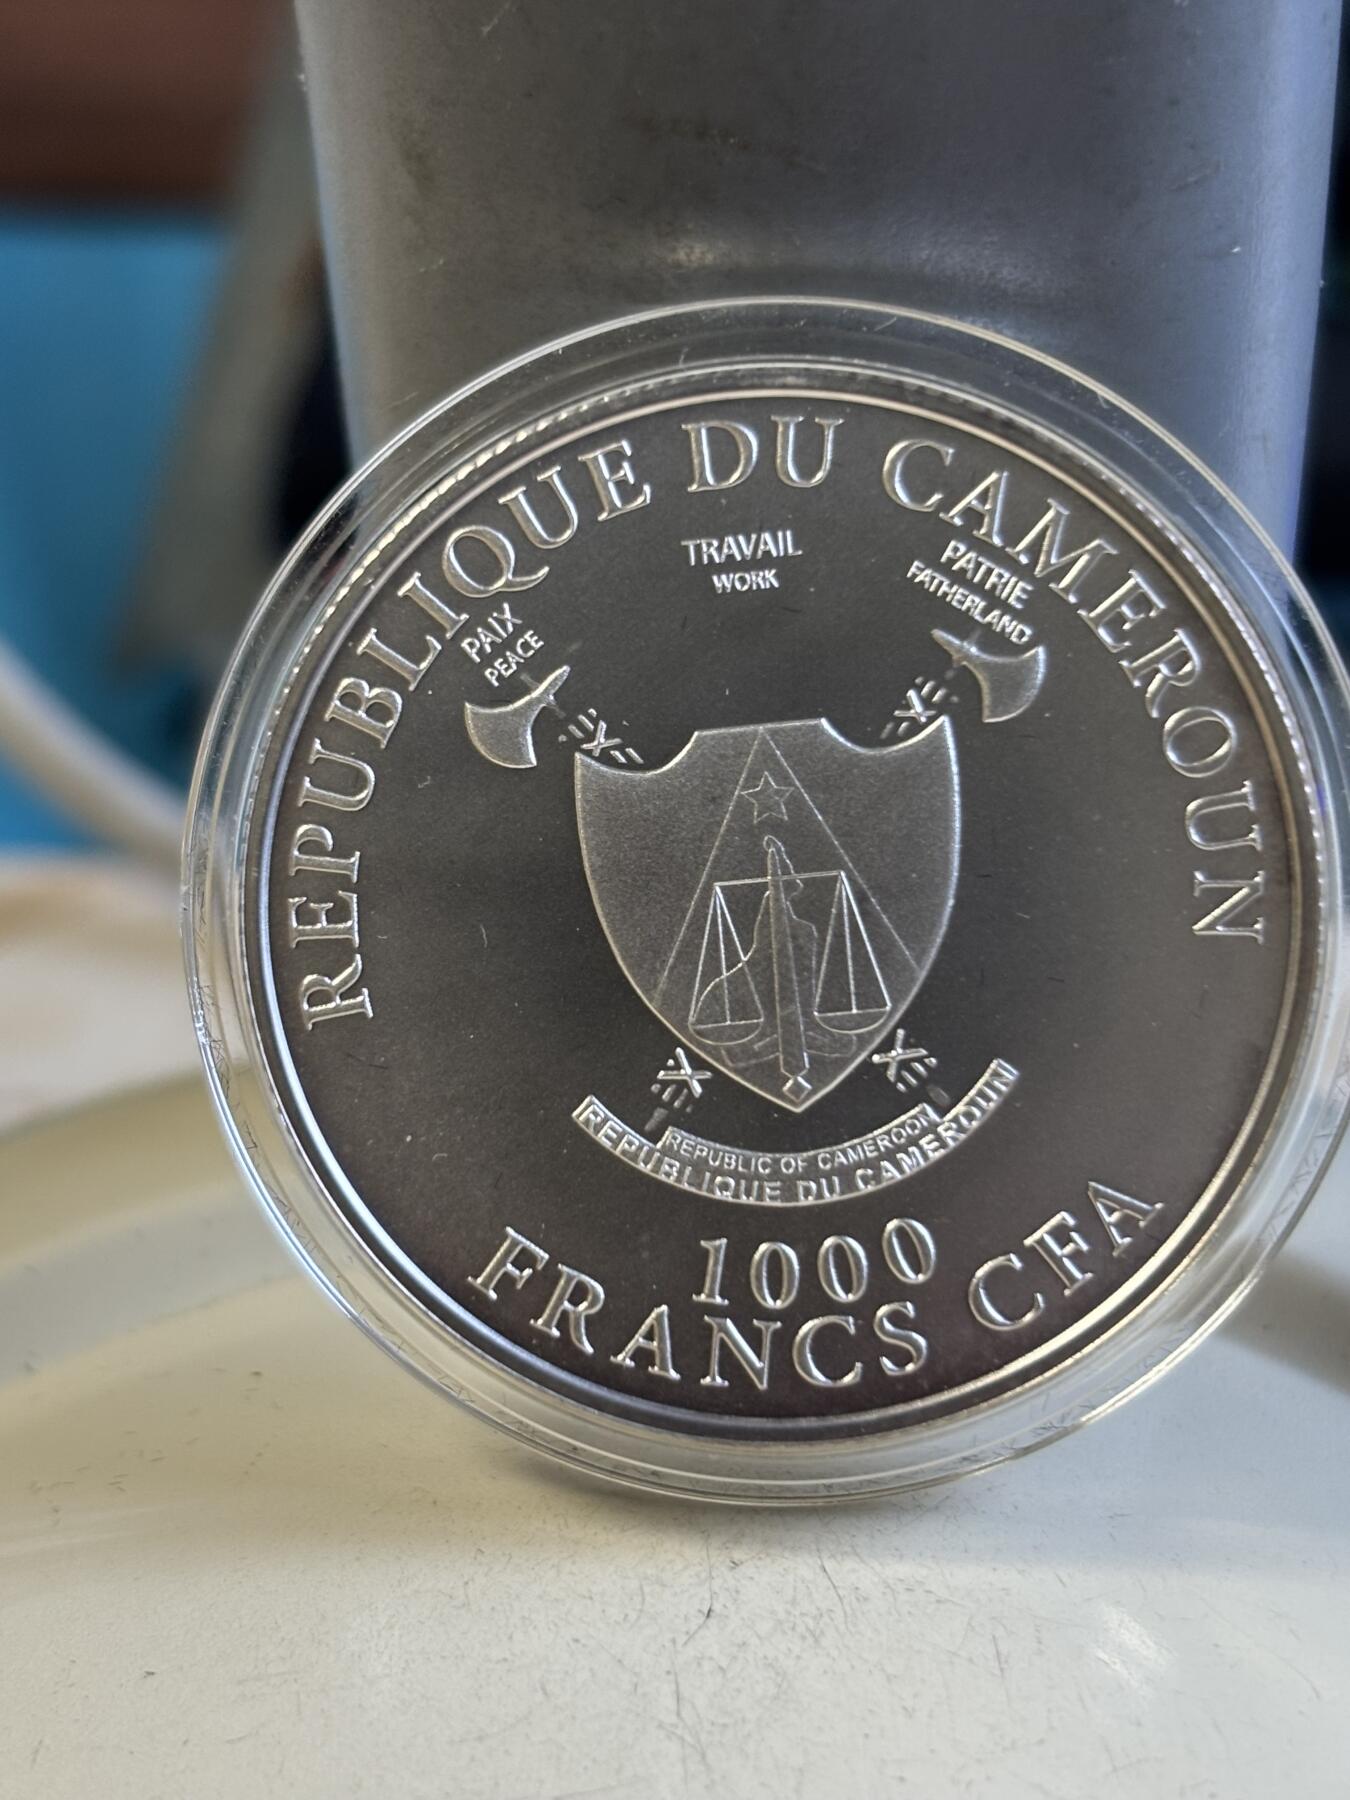 REPUBLIQUE DU CAMEROUN
TRAVAIL
WORK
PAIX
PEACE
PATRIE
FATHERLAND
REPUBLIC OF CAMEROON
REPUBLIQUE DU CAMEROUN
1000
FRANCS CFA